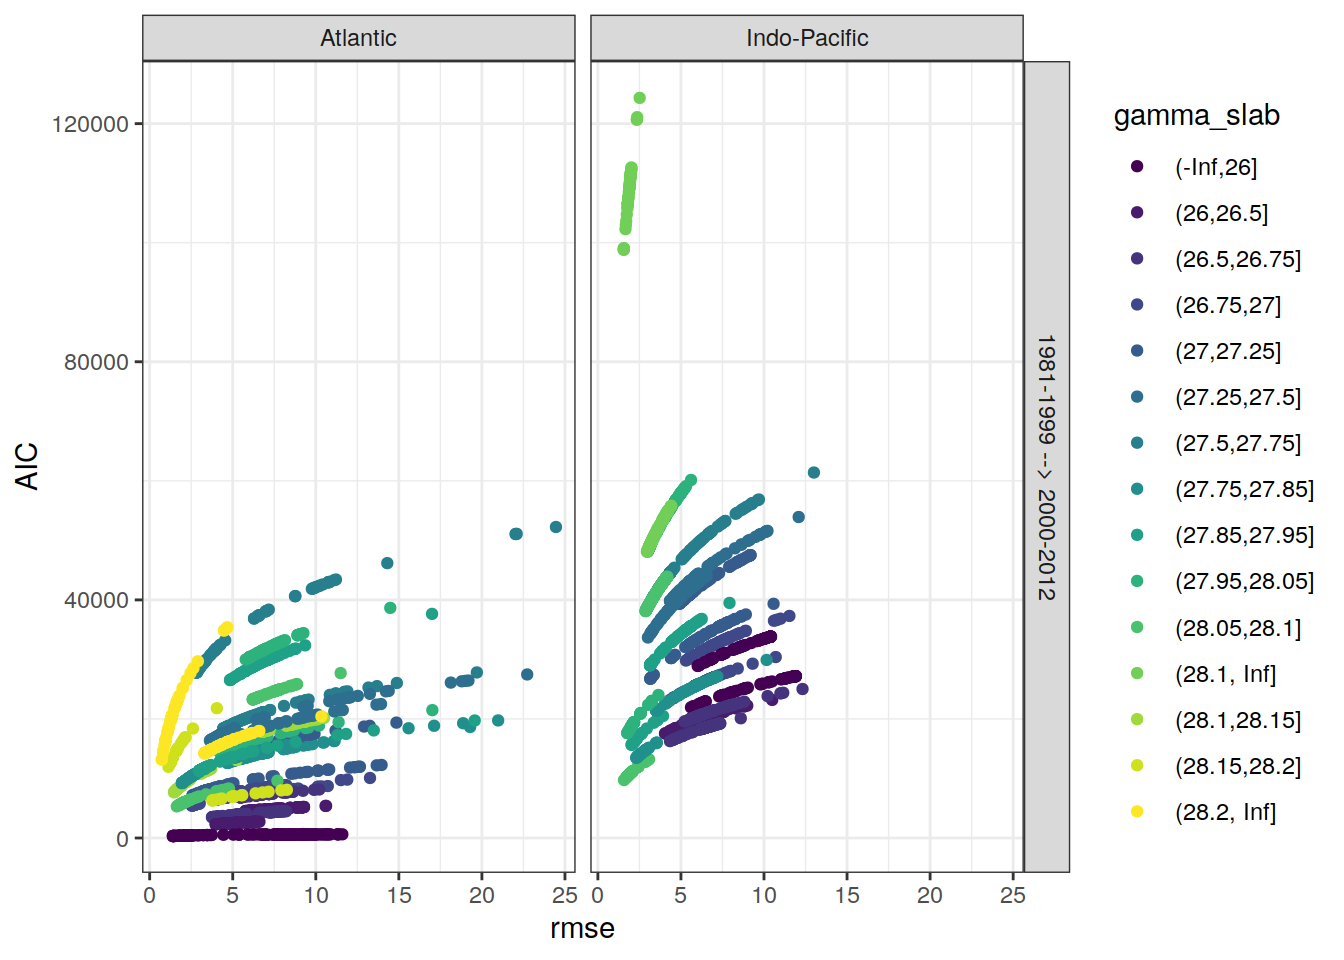 Atlantic
Indo-Pacific
120000
80000
40000
0
AIC
0 5 10 15 20 25
0 5 10 15 20 25
rmse
1981-1999 --> 2000-2012
gamma_slab
(-Inf,26]
(26,26.5]
(26.5,26.75]
(26.75,27]
(27,27.25]
(27.25,27.5]
(27.5,27.75]
(27.75,27.85]
(27.85,27.95]
(27.95,28.05]
(28.05,28.1]
(28.1, Inf]
(28.1,28.15]
(28.15,28.2]
(28.2, Inf]